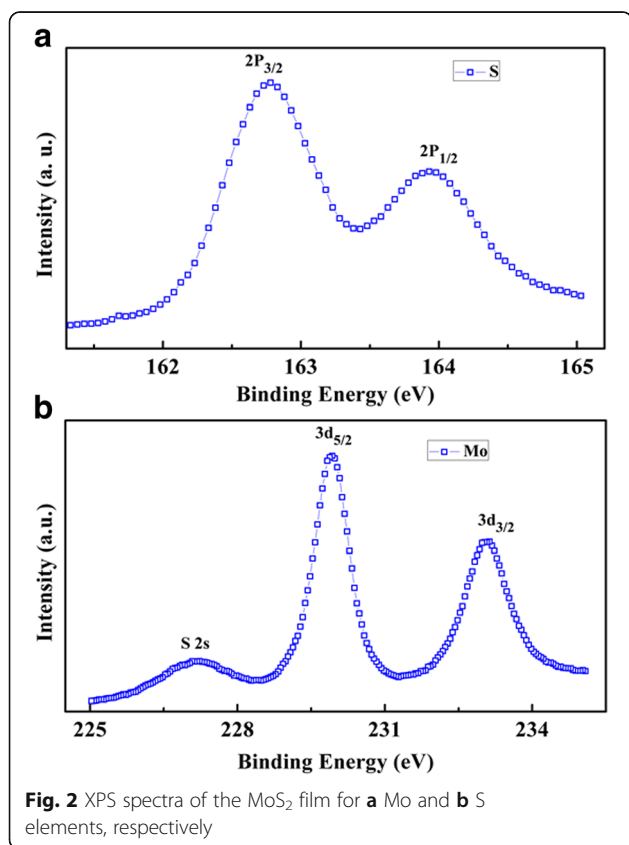 a
2P3/2
S
2P1/2
Intensity (a. u.)
162 163 164 165
Binding Energy (eV)
b
3d5/2
Mo
3d3/2
S 2s
Intensity (a.u.)
225 228 231 234
Binding Energy (eV)
Fig. 2 XPS spectra of the MoS2 film for a Mo and b S
elements, respectively